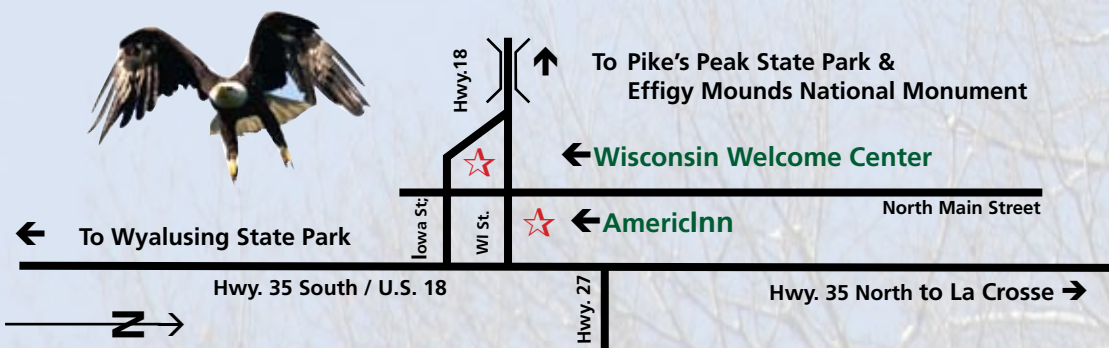 Hwy.18
To Pike's Peak State Park &
Effigy Mounds National Monument
Wisconsin Welcome Center
North Main Street
Iowa St;
WI St.
AmericInn
To Wyalusing State Park
Hwy. 35 South / U.S. 18
Hwy. 27
Hwy. 35 North to La Crosse
N